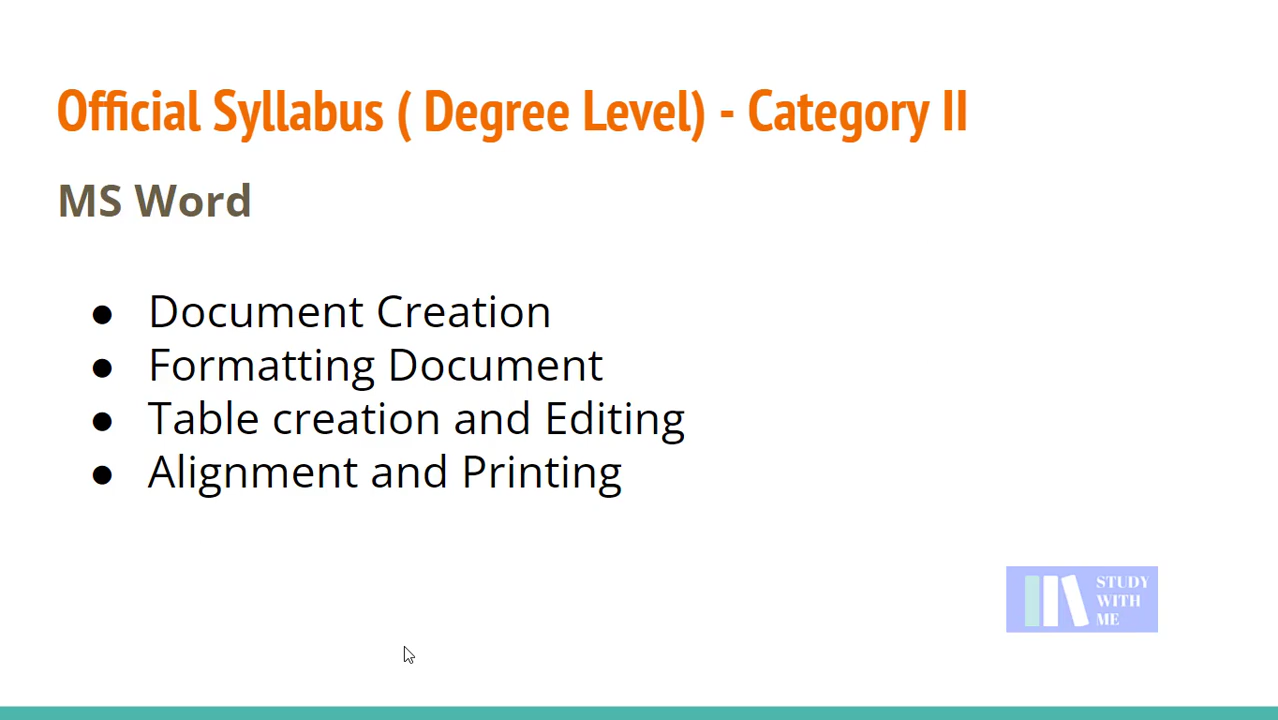 Official Syllabus ( Degree Level) - Category II
MS Word
● Document Creation
● Formatting Document
● Table creation and Editing
● Alignment and Printing
STUDY
WITH
ME